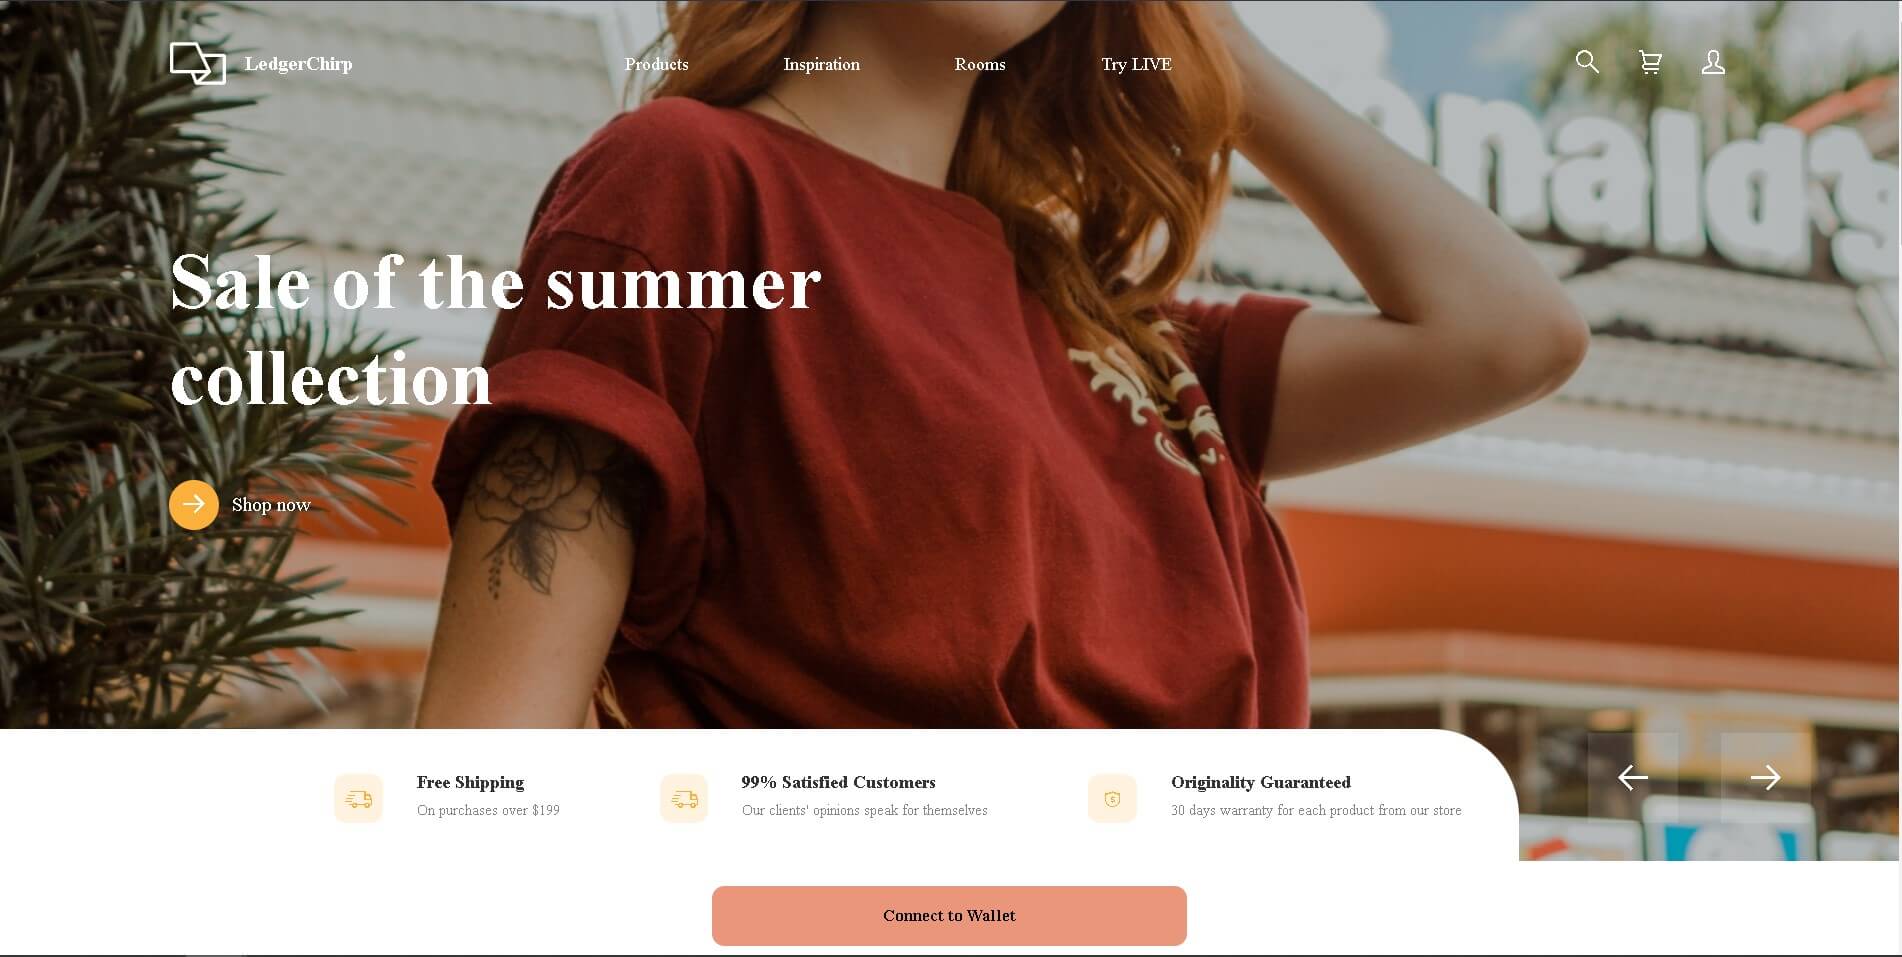 LedgerChirp
Products
Inspiration
Rooms
Try LIVE
Sale of the summer
collection
Shop now
Free Shipping
On purchases over $199
99% Satisfied Customers
Our clients' opinions speak for themselves
Originality Guaranteed
30 days warranty for each product from our store
Connect to Wallet